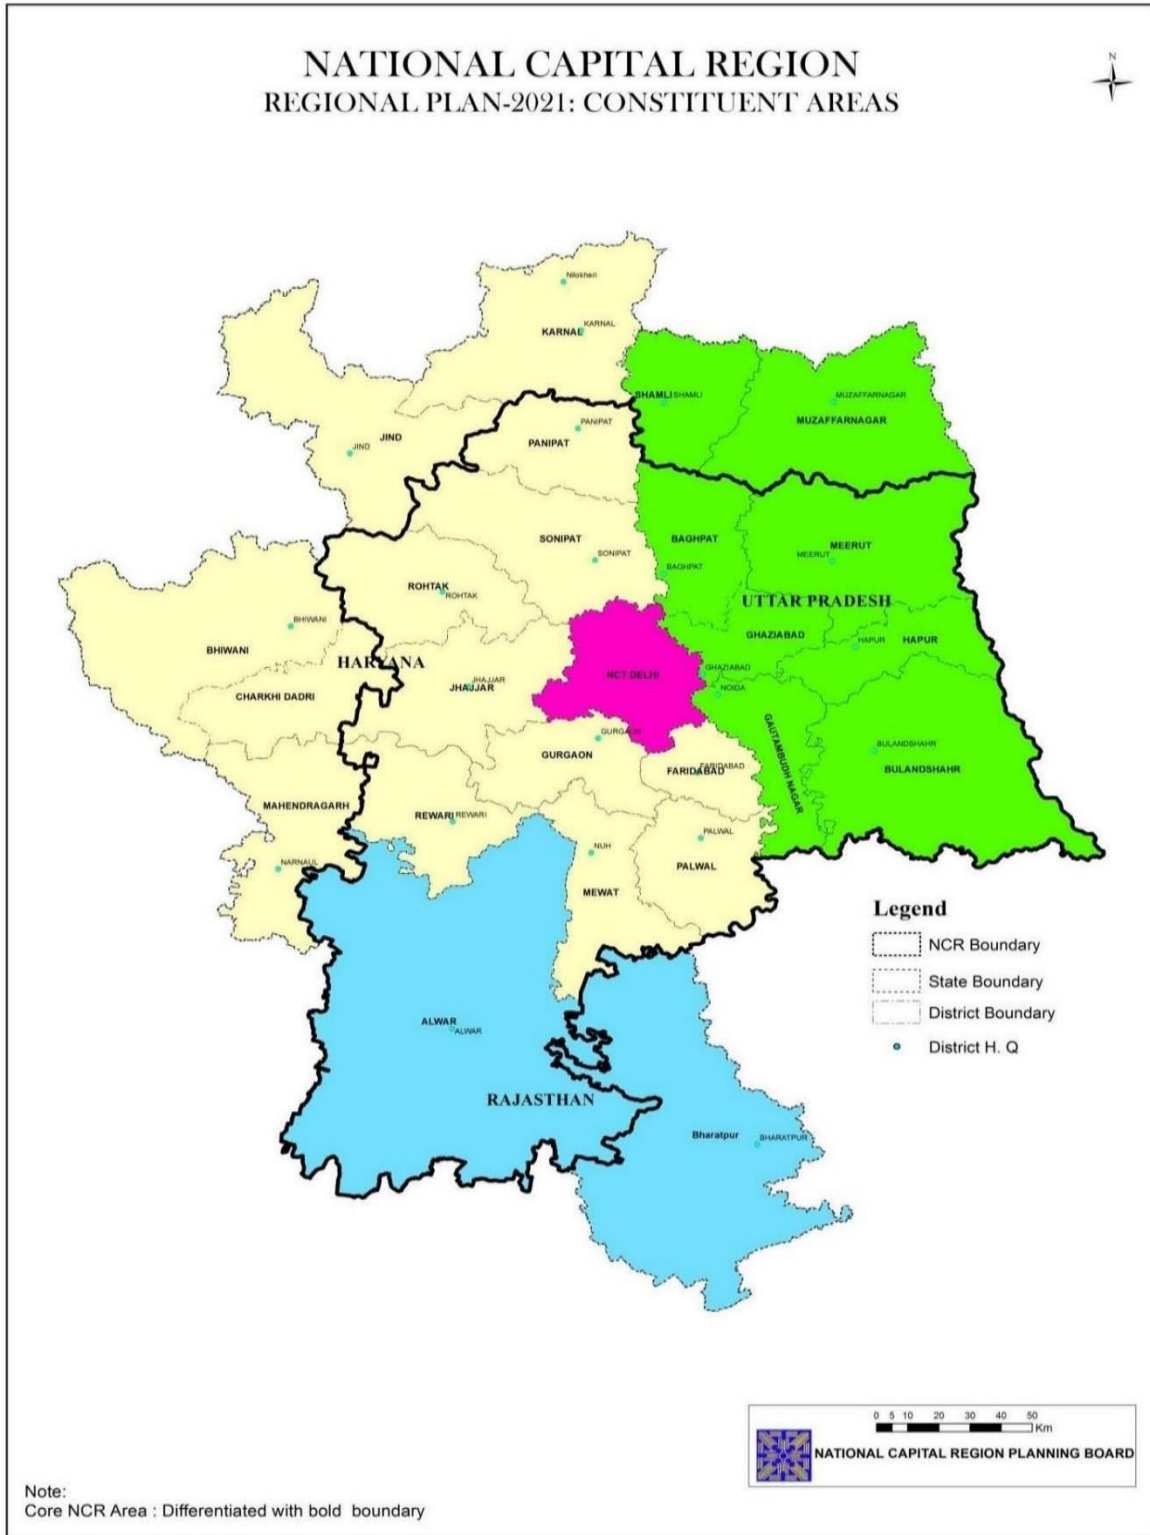 NATIONAL CAPITAL REGION
REGIONAL PLAN-2021: CONSTITUENT AREAS
N
Nilokheri
KARNAL
KARNAL
SHAMLI
SHAMLI
MUZAFFARNAGAR
MUZAFFARNAGAR
PANIPAT
PANIPAT
JIND
JIND
SONIPAT
SONIPAT
BAGHPAT
BAGHPAT
MEERUT
MEERUT
ROHTAK
ROHTAK
UTTAR PRADESH
BHIWANI
BHIWANI
GHAZIABAD
HAPUR
HAPUR
HARYANA
GHAZIABAD
NCT DELHI
JHAJJAR
JHAJJAR
NOIDA
CHARKHI DADRI
GURGAON
GURGAON
GAUTAMBUDH NAGAR
BULANDSHAHR
BULANDSHAHR
FARIDABAD
FARIDABAD
MAHENDRAGARH
REWARI
REWARI
PALWAL
PALWAL
NUH
NARNAUL
MEWAT
Legend
NCR Boundary
State Boundary
District Boundary
District H. Q
ALWAR
ALWAR
RAJASTHAN
Bharatpur
BHARATPUR
0 5 10 20 30 40 50
Km
NATIONAL CAPITAL REGION PLANNING BOARD
Note:
Core NCR Area : Differentiated with bold boundary